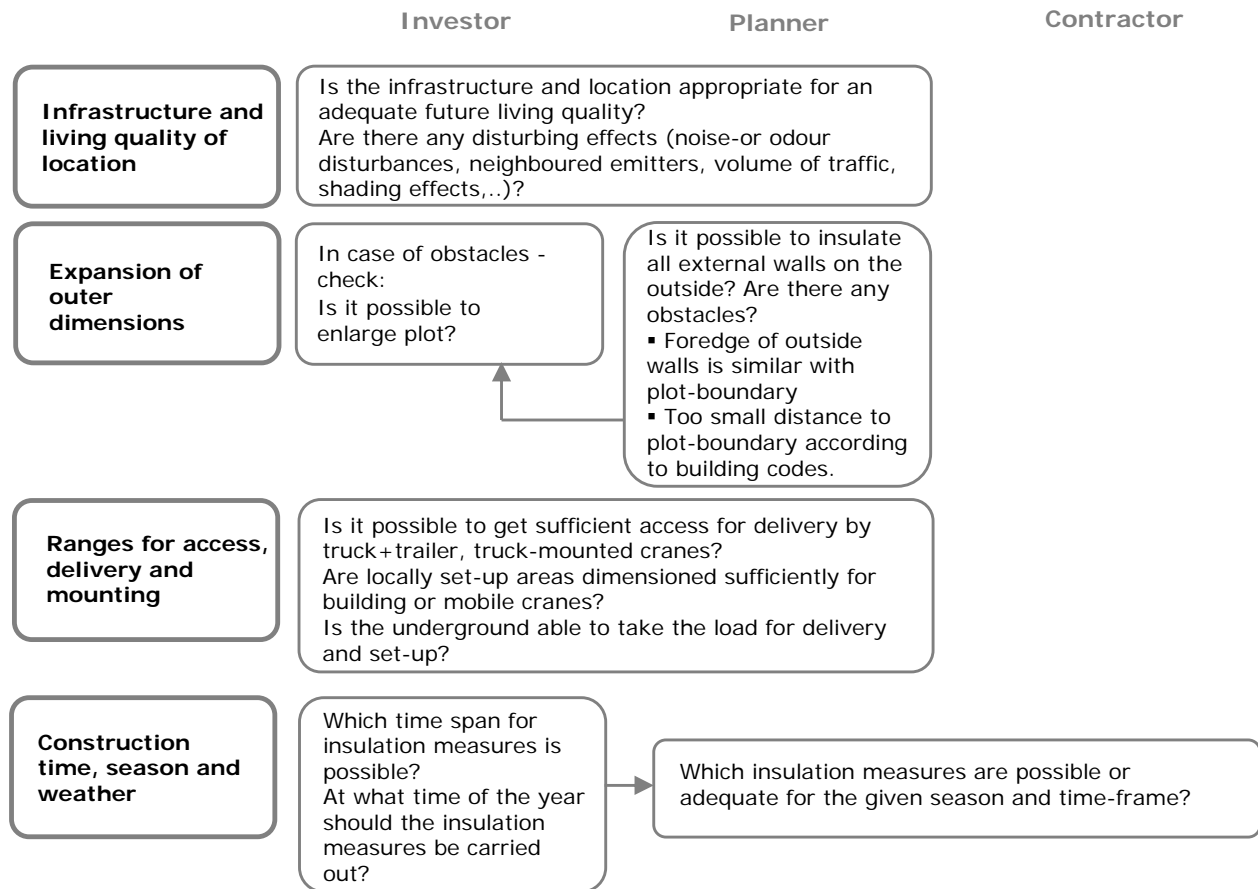 Investor
Planner
Contractor
Infrastructure and
living quality of
location
Is the infrastructure and location appropriate for an
adequate future living quality?
Are there any disturbing effects (noise-or odour
disturbances, neighboured emitters, volume of traffic,
shading effects,..)?
Expansion of
outer
dimensions
In case of obstacles -
check:
Is it possible to
enlarge plot?
Is it possible to insulate
all external walls on the
outside? Are there any
obstacles?
▪ Foredge of outside
walls is similar with
plot-boundary
▪ Too small distance to
plot-boundary according
to building codes.
Ranges for access,
delivery and
mounting
Is it possible to get sufficient access for delivery by
truck+trailer, truck-mounted cranes?
Are locally set-up areas dimensioned sufficiently for
building or mobile cranes?
Is the underground able to take the load for delivery
and set-up?
Construction
time, season and
weather
Which time span for
insulation measures is
possible?
At what time of the year
should the insulation
measures be carried
out?
Which insulation measures are possible or
adequate for the given season and time-frame?